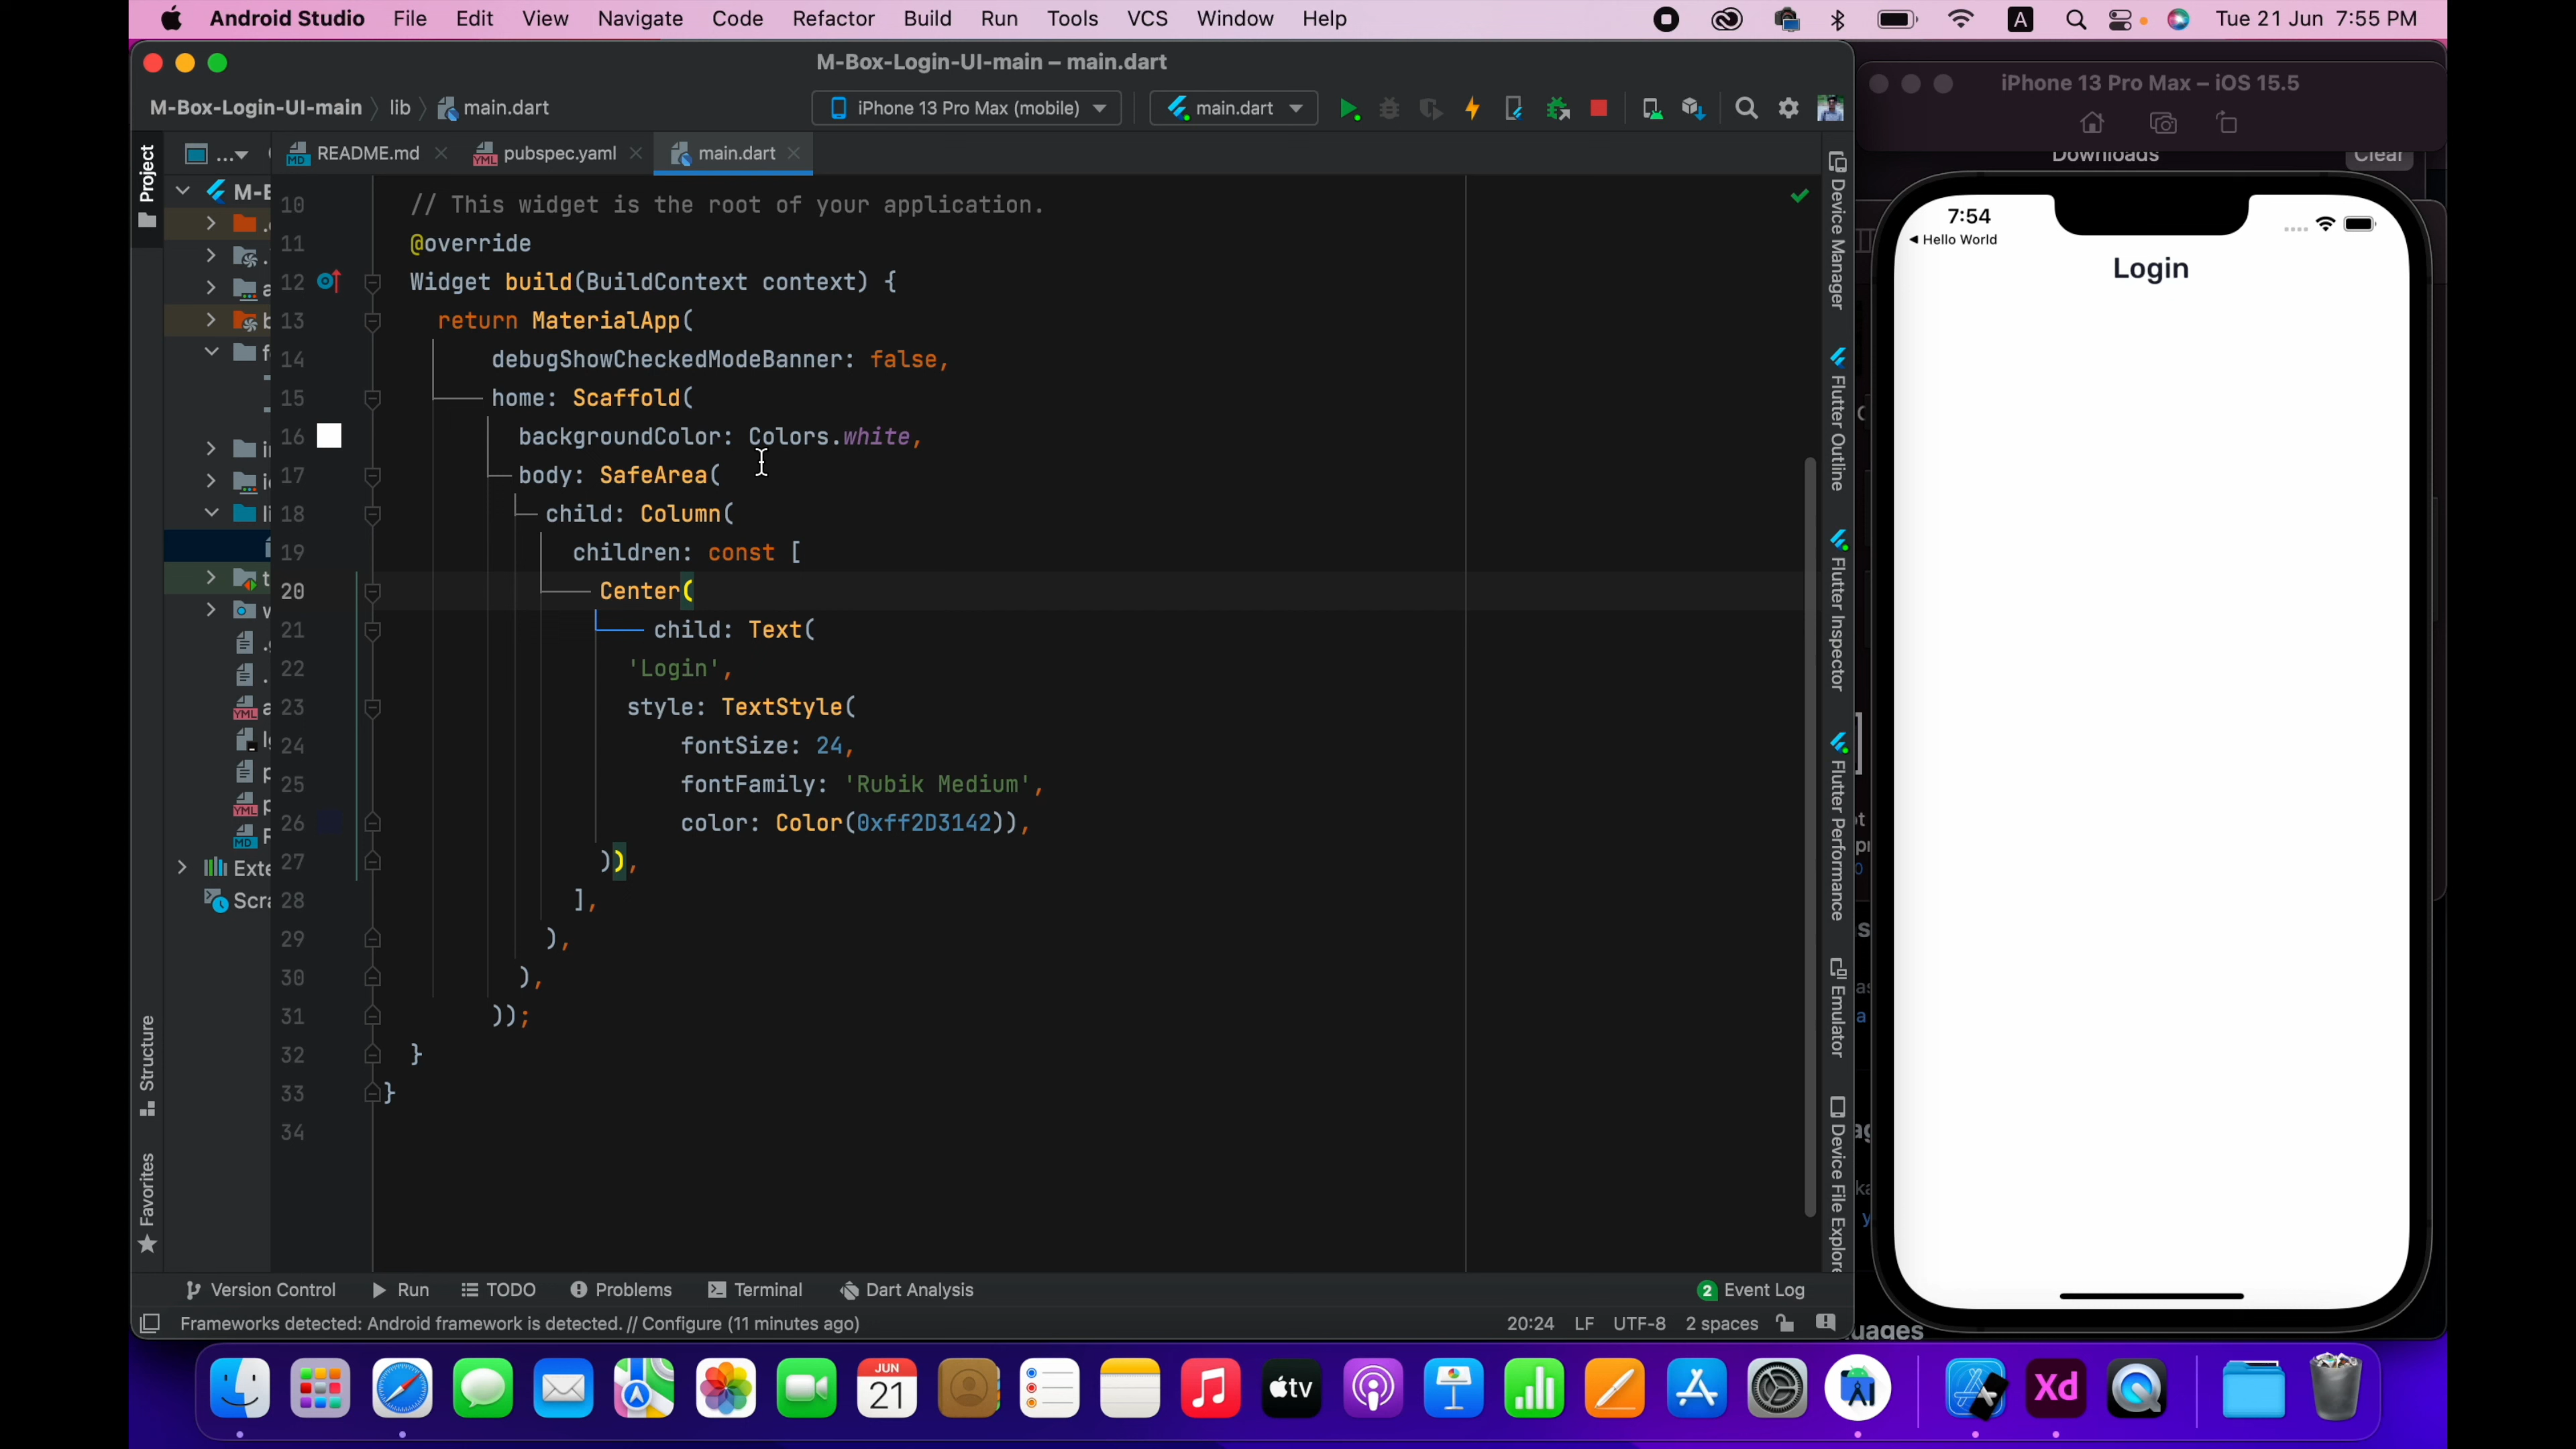 Android Studio File Edit View Navigate Code Refactor Build Run Tools VCS Window Help
A Tue 21 Jun 7:55 PM
M-Box-Login-UI-main – main.dart
M-Box-Login-UI-main lib main.dart
iPhone 13 Pro Max (mobile)
main.dart
README.md
pubspec.yaml
main.dart
Project
Structure
Favorites
M-B
Exte
Scra
10 // This widget is the root of your application.
11 @override
12 Widget build(BuildContext context) {
13 return MaterialApp(
14 debugShowCheckedModeBanner: false,
15 home: Scaffold(
16 backgroundColor: Colors.white,
17 body: SafeArea(
18 child: Column(
19 children: const [
20 Center(
21 child: Text(
22 'Login',
23 style: TextStyle(
24 fontSize: 24,
25 fontFamily: 'Rubik Medium',
26 color: Color(0xff2D3142)),
27 )),
28 ],
29 ),
30 ),
31 ));
32 }
33 }
34
Device Manager
Flutter Outline
Flutter Inspector
Flutter Performance
Emulator
Device File Explore
Version Control Run TODO Problems Terminal Dart Analysis
2 Event Log
Frameworks detected: Android framework is detected. // Configure (11 minutes ago)
20:24 LF UTF-8 2 spaces
iPhone 13 Pro Max – iOS 15.5
Downloads Clear
7:54
Hello World
Login
uages
JUN
21
tv
Xd